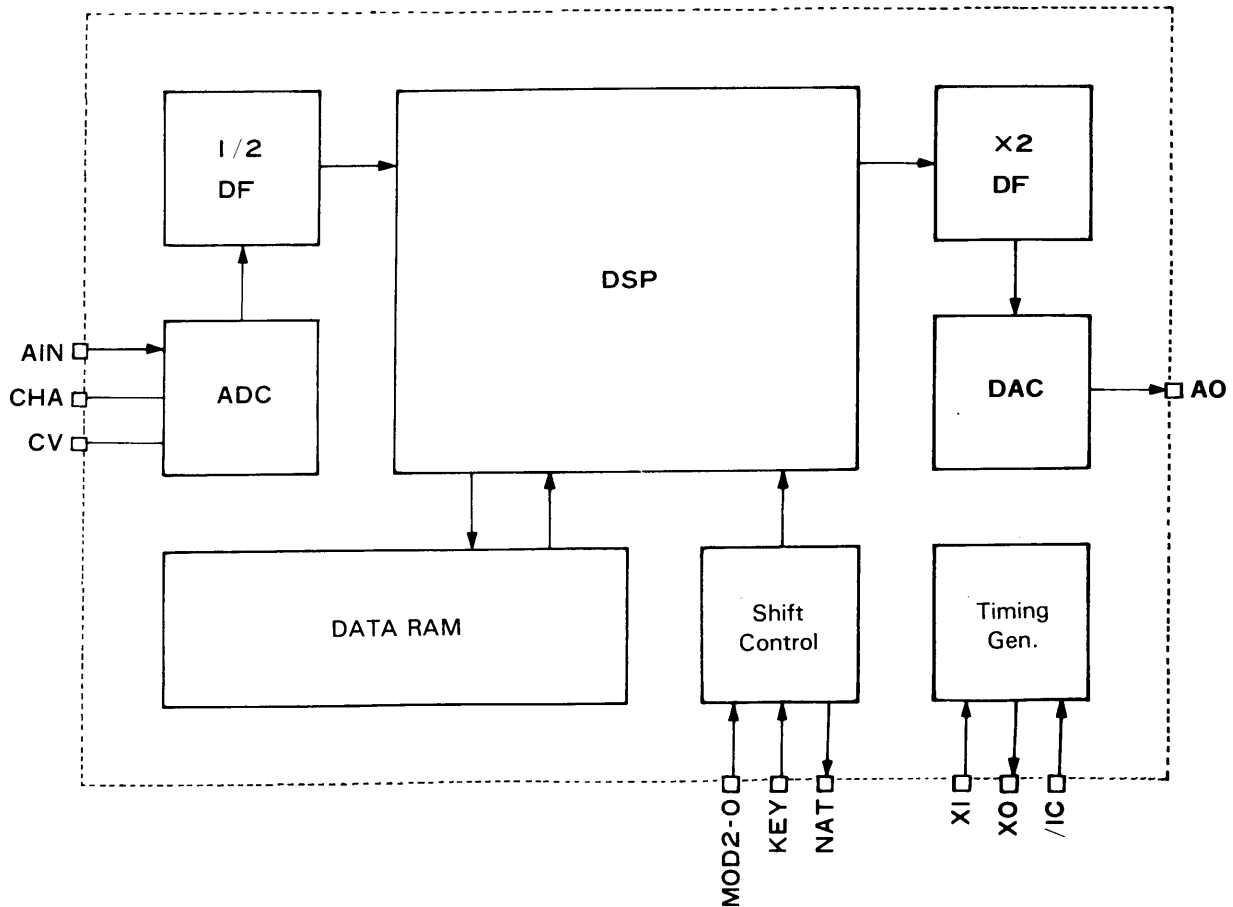 1/2
DF
DSP
×2
DF
AIN
CHA
CV
ADC
DAC
AO
DATA RAM
Shift
Control
Timing
Gen.
MOD2-0
KEY
NAT
XI
XO
/IC